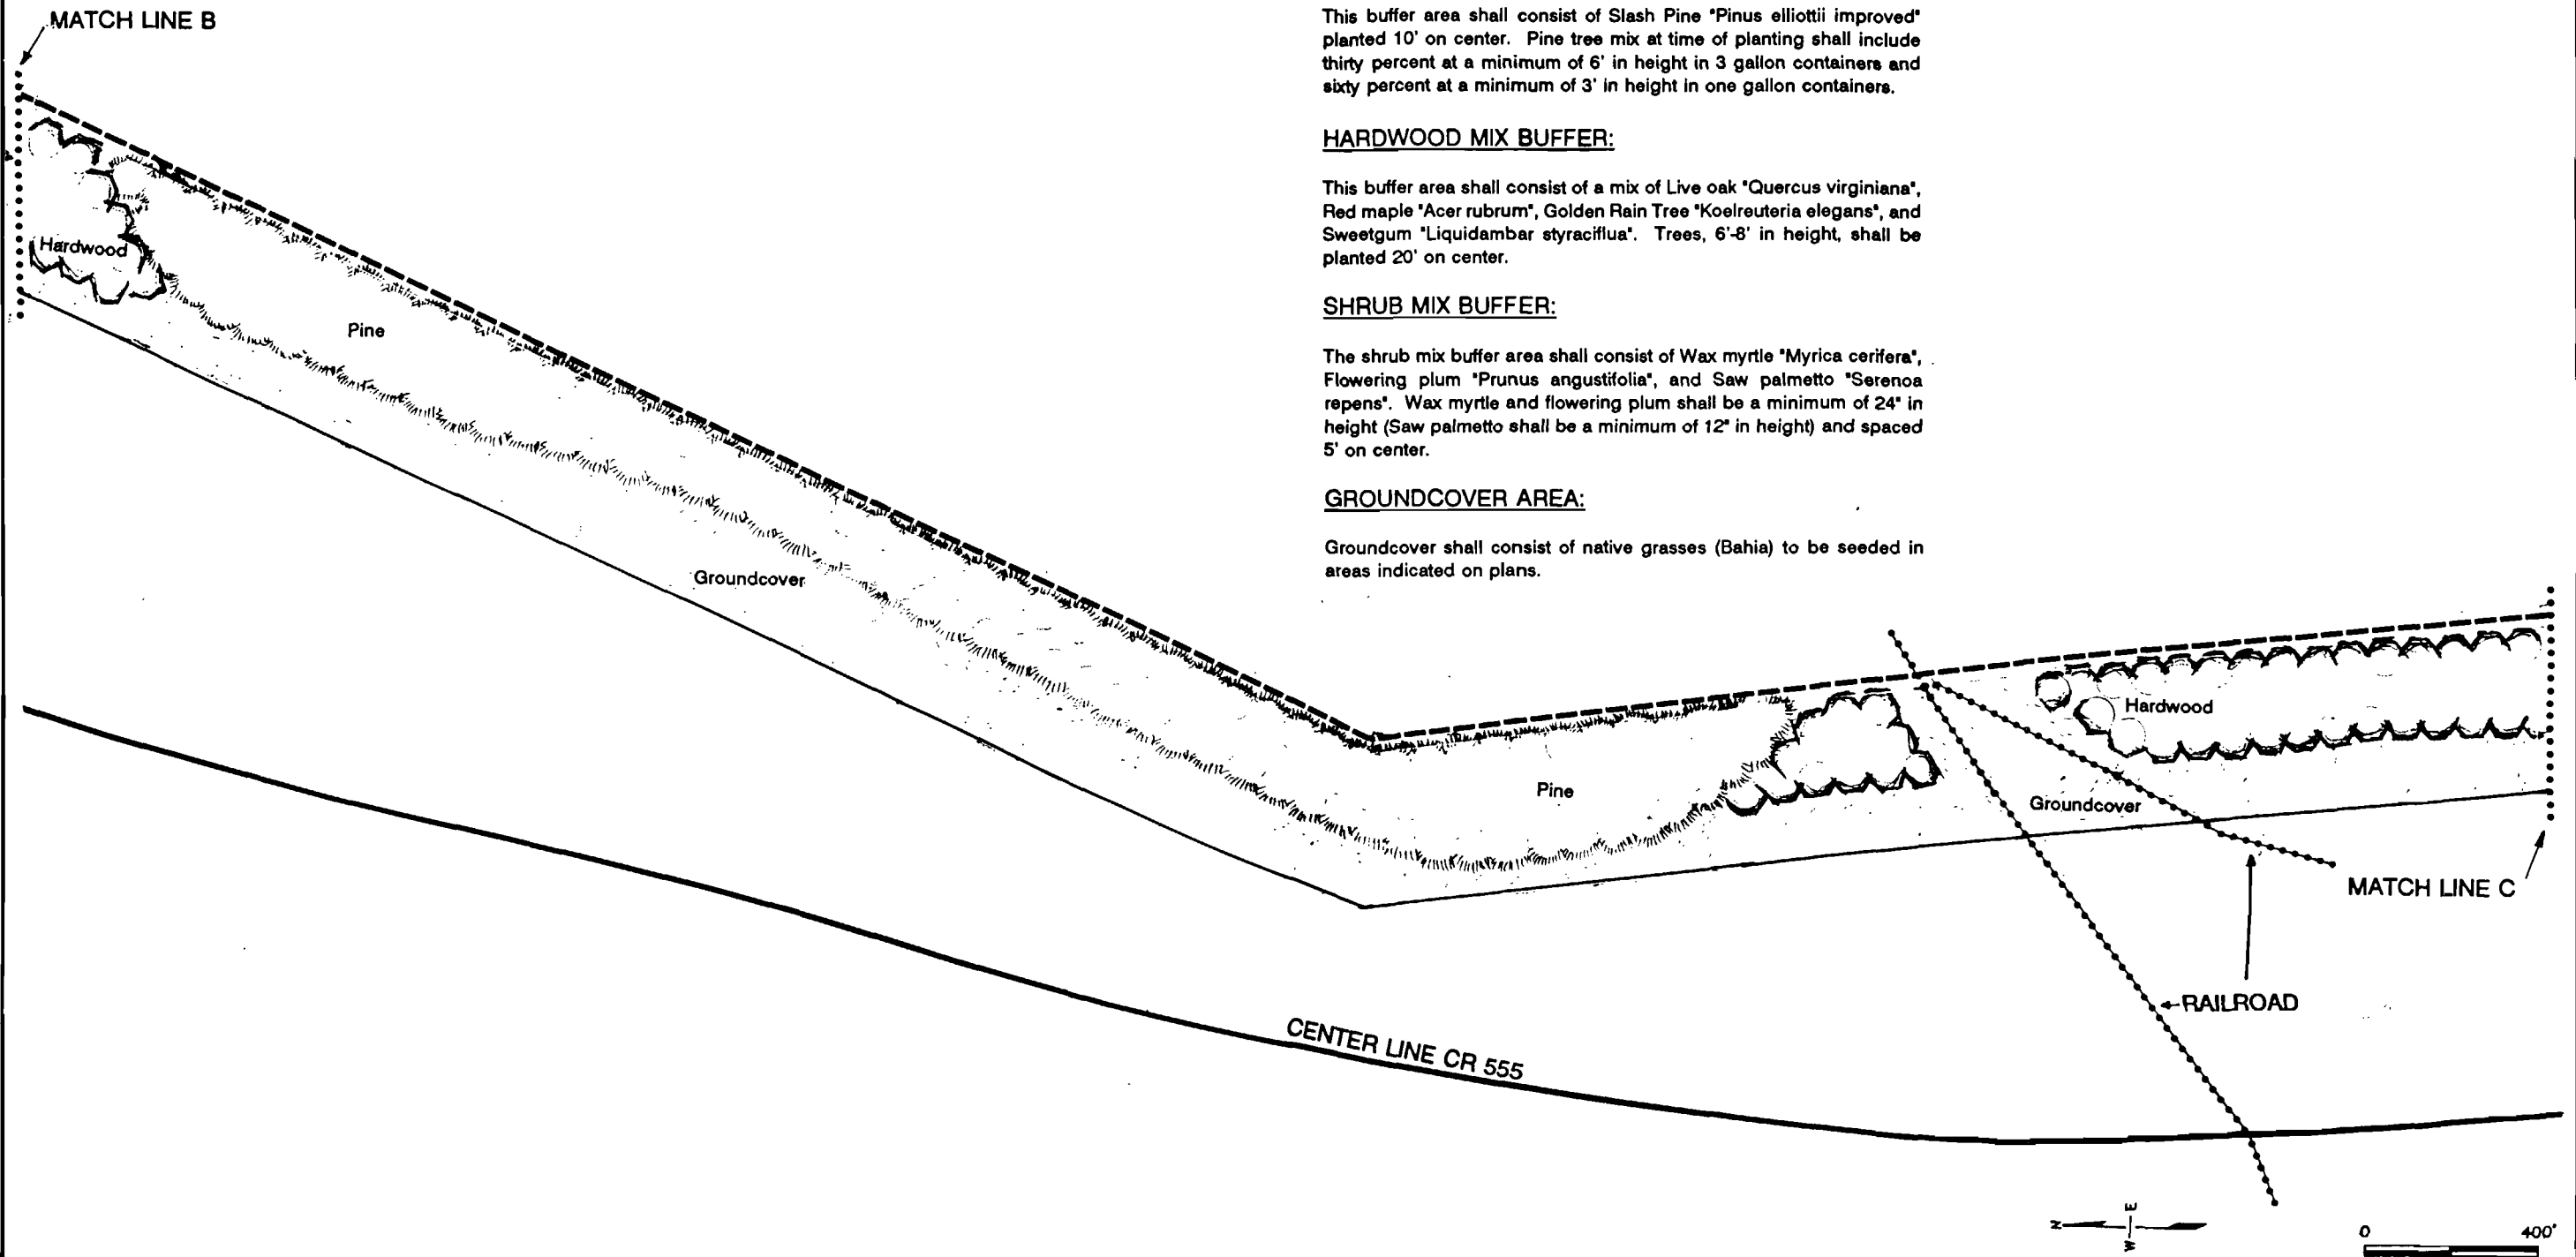 MATCH LINE B
This buffer area shall consist of Slash Pine "Pinus elliottii improved"
planted 10' on center. Pine tree mix at time of planting shall include
thirty percent at a minimum of 6' in height in 3 gallon containers and
sixty percent at a minimum of 3' in height in one gallon containers.
HARDWOOD MIX BUFFER:
This buffer area shall consist of a mix of Live oak "Quercus virginiana",
Red maple "Acer rubrum", Golden Rain Tree "Koelreuteria elegans", and
Sweetgum "Liquidambar styraciflua". Trees, 6'-8' in height, shall be
planted 20' on center.
SHRUB MIX BUFFER:
The shrub mix buffer area shall consist of Wax myrtle "Myrica cerifera",
Flowering plum "Prunus angustifolia", and Saw palmetto "Serenoa
repens". Wax myrtle and flowering plum shall be a minimum of 24" in
height (Saw palmetto shall be a minimum of 12" in height) and spaced
5' on center.
GROUNDCOVER AREA:
Groundcover shall consist of native grasses (Bahia) to be seeded in
areas indicated on plans.
Hardwood
Pine
Groundcover
Hardwood
Pine
Groundcover
MATCH LINE C
RAILROAD
CENTER LINE CR 555
N
E
W
0 400'